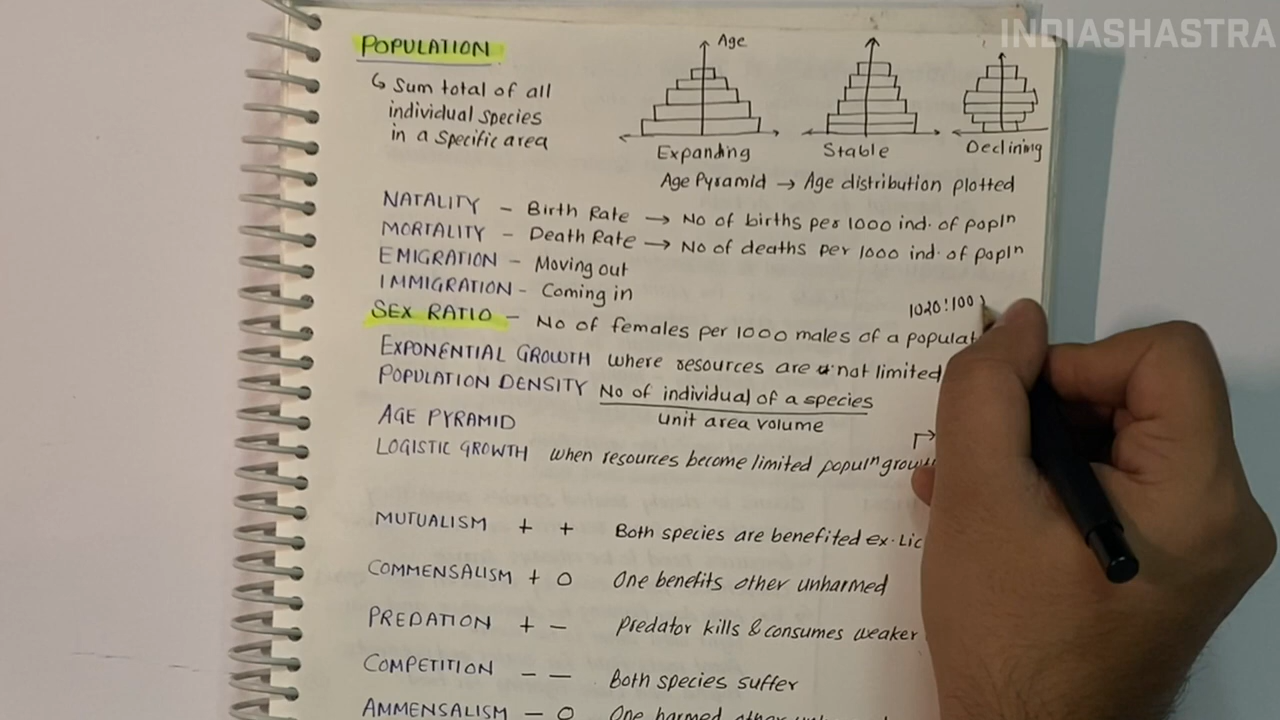 INDIASHASTRA
POPULATION
↳ Sum total of all
individual species
in a specific area
Age
Expanding
Stable
Declining
Age Pyramid → Age distribution plotted
NATALITY - Birth Rate → No of births per 1000 ind. of popln
MORTALITY - Death Rate → No of deaths per 1000 ind. of popln
EMIGRATION - Moving out
IMMIGRATION - Coming in
1020:100
SEX RATIO - No of females per 1000 males of a populat
EXPONENTIAL GROWTH where resources are not limited
POPULATION DENSITY No of individual of a species
unit area volume
AGE PYRAMID
LOGISTIC GROWTH when resources become limited populn grow
MUTUALISM + + Both species are benefited ex. Lic
COMMENSALISM + O One benefits other unharmed
PREDATION + - Predator kills & consumes weaker
COMPETITION - - Both species suffer
AMMENSALISM - O One harmed other